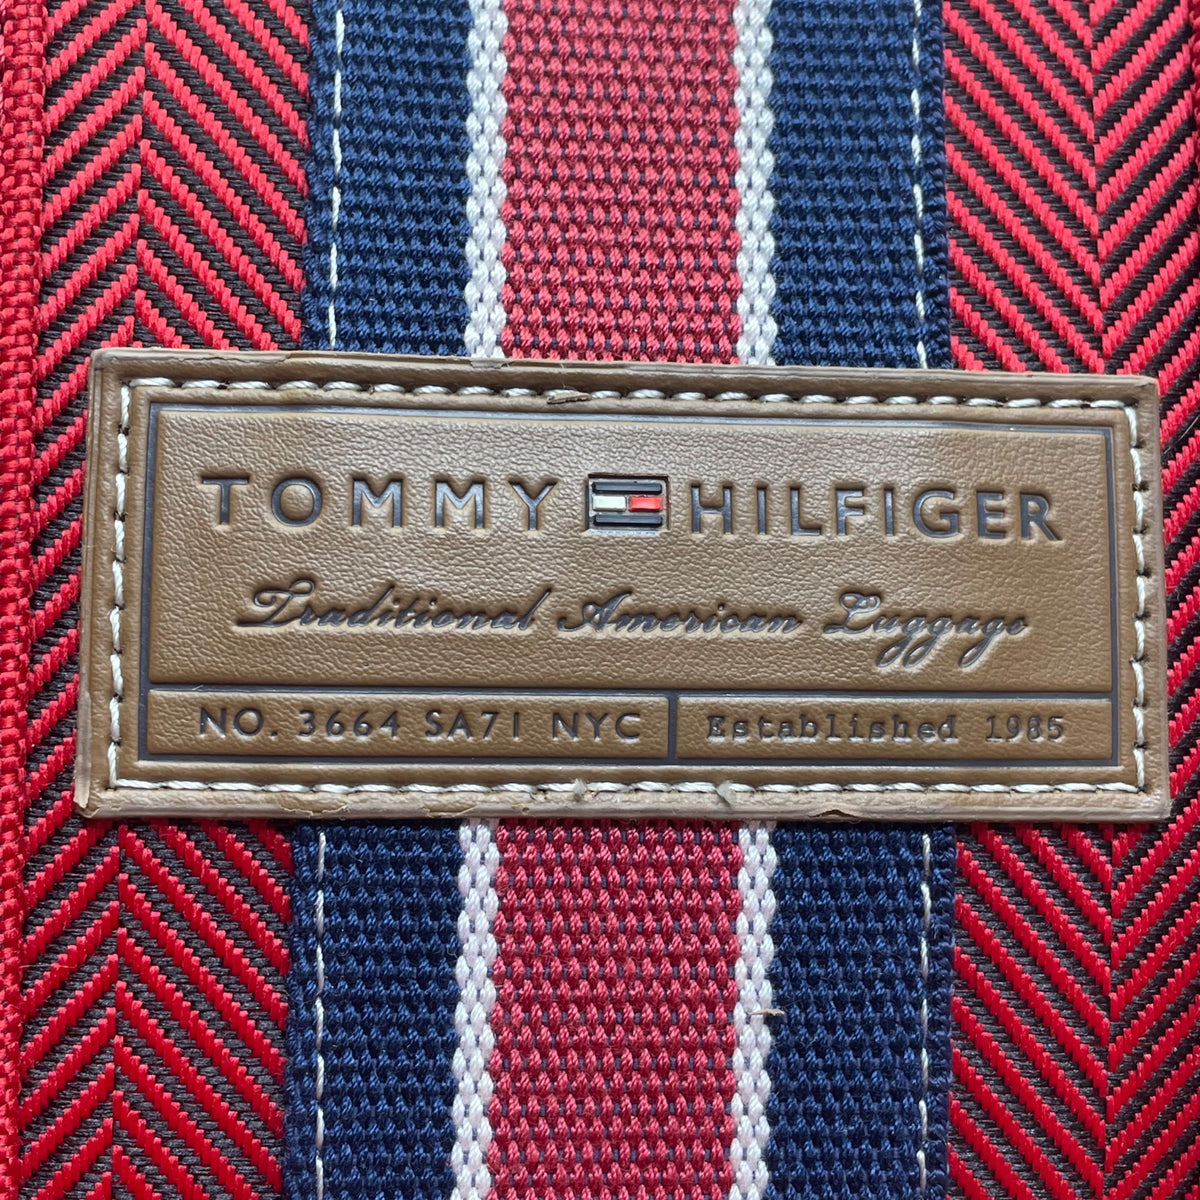 TOMMY HILFIGER
Traditional American Luggage
NO. 3664 SA71 NYC
Established 1985